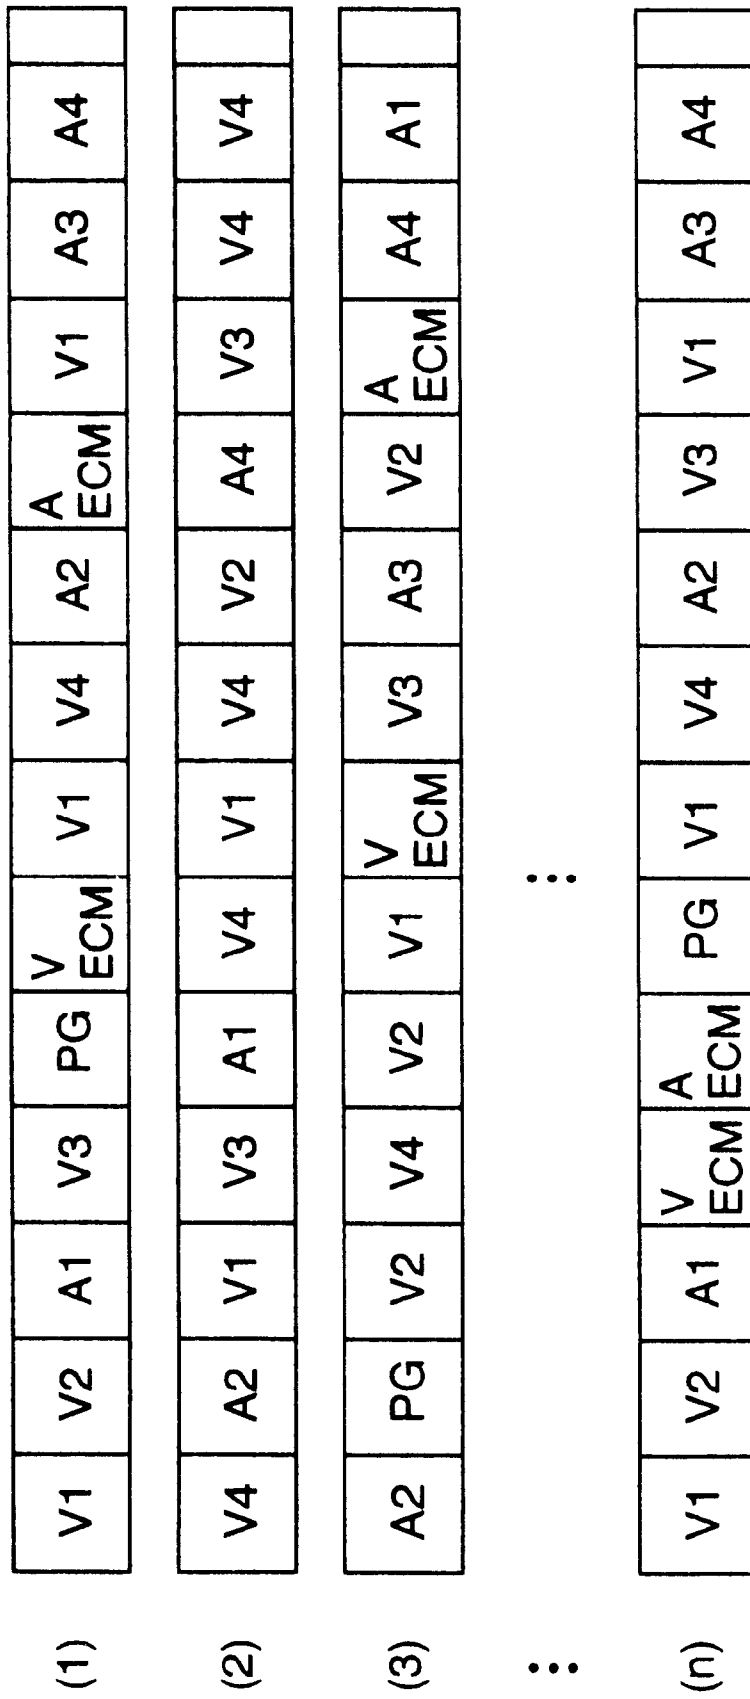 (1) V1 V2 A1 V3 PG V ECM V1 V4 A2 A ECM V1 A3 A4
(2) V4 A2 V1 V3 A1 V4 V1 V4 V2 A4 V3 V4 V4
(3) A2 PG V2 V4 V2 V1 V ECM V3 A3 V2 A ECM A4 A1
(n) V1 V2 A1 V ECM A ECM PG V1 V4 A2 V3 V1 A3 A4